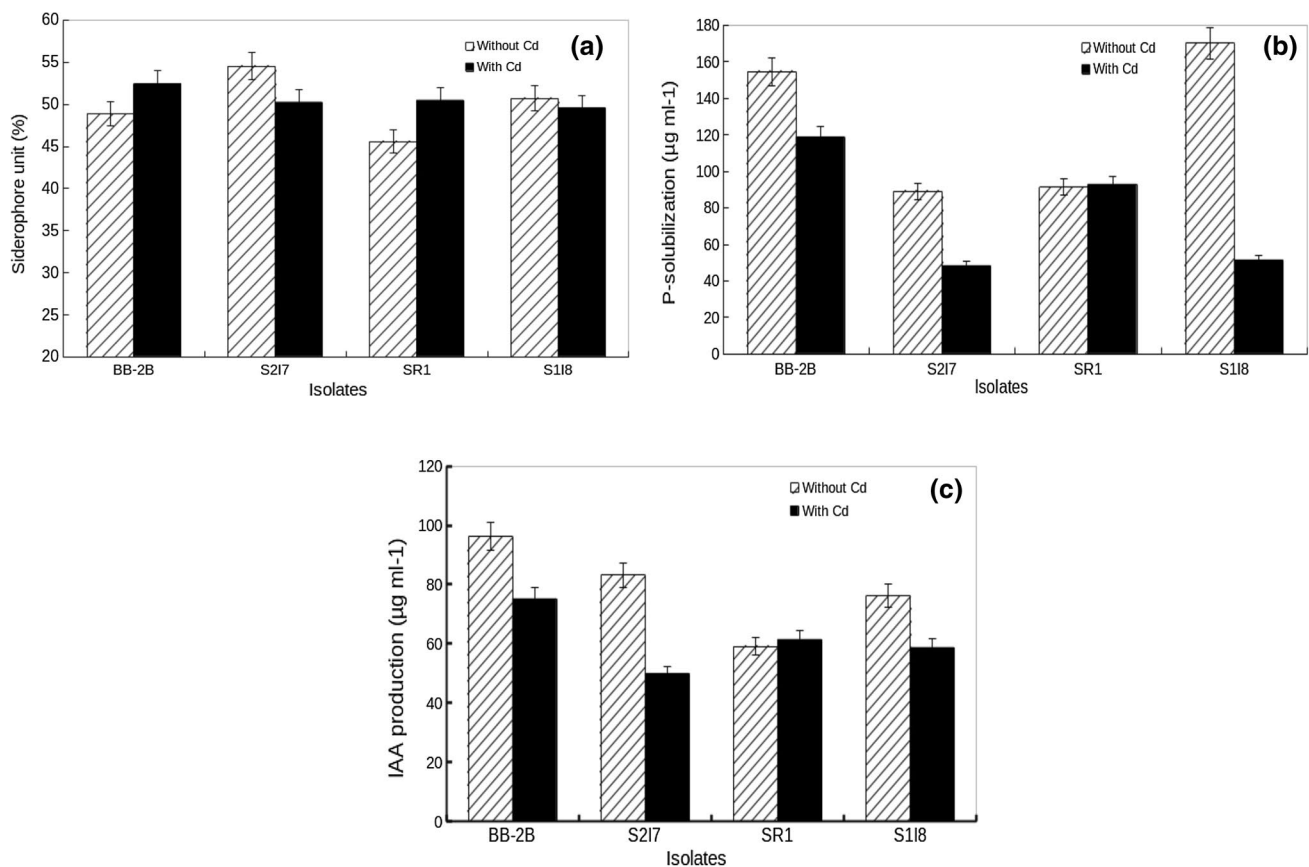 (a)
Without Cd
With Cd
Siderophore unit (%)
60
55
50
45
40
35
30
25
20
BB-2B S2I7 SR1 S1I8
Isolates
(b)
Without Cd
With Cd
P-solubilization (µg ml-1)
180
160
140
120
100
80
60
40
20
0
BB-2B S2I7 SR1 S1I8
Isolates
(c)
Without Cd
With Cd
IAA production (µg ml-1)
120
100
80
60
40
20
0
BB-2B S2I7 SR1 S1I8
Isolates